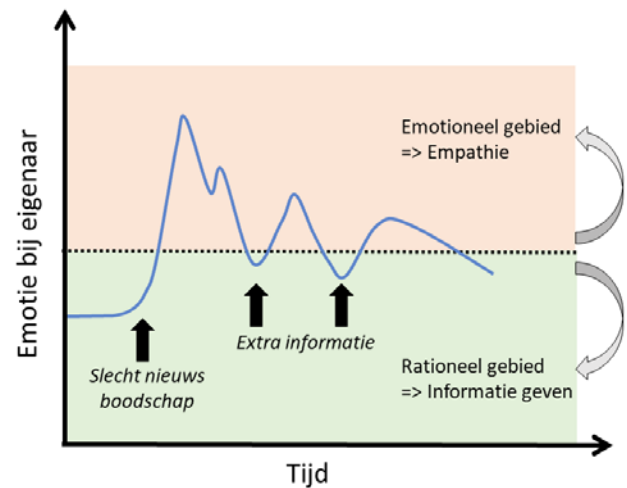 Emotie bij eigenaar
Emotioneel gebied
=> Empathie
Extra informatie
Slecht nieuws
boodschap
Rationeel gebied
=> Informatie geven
Tijd